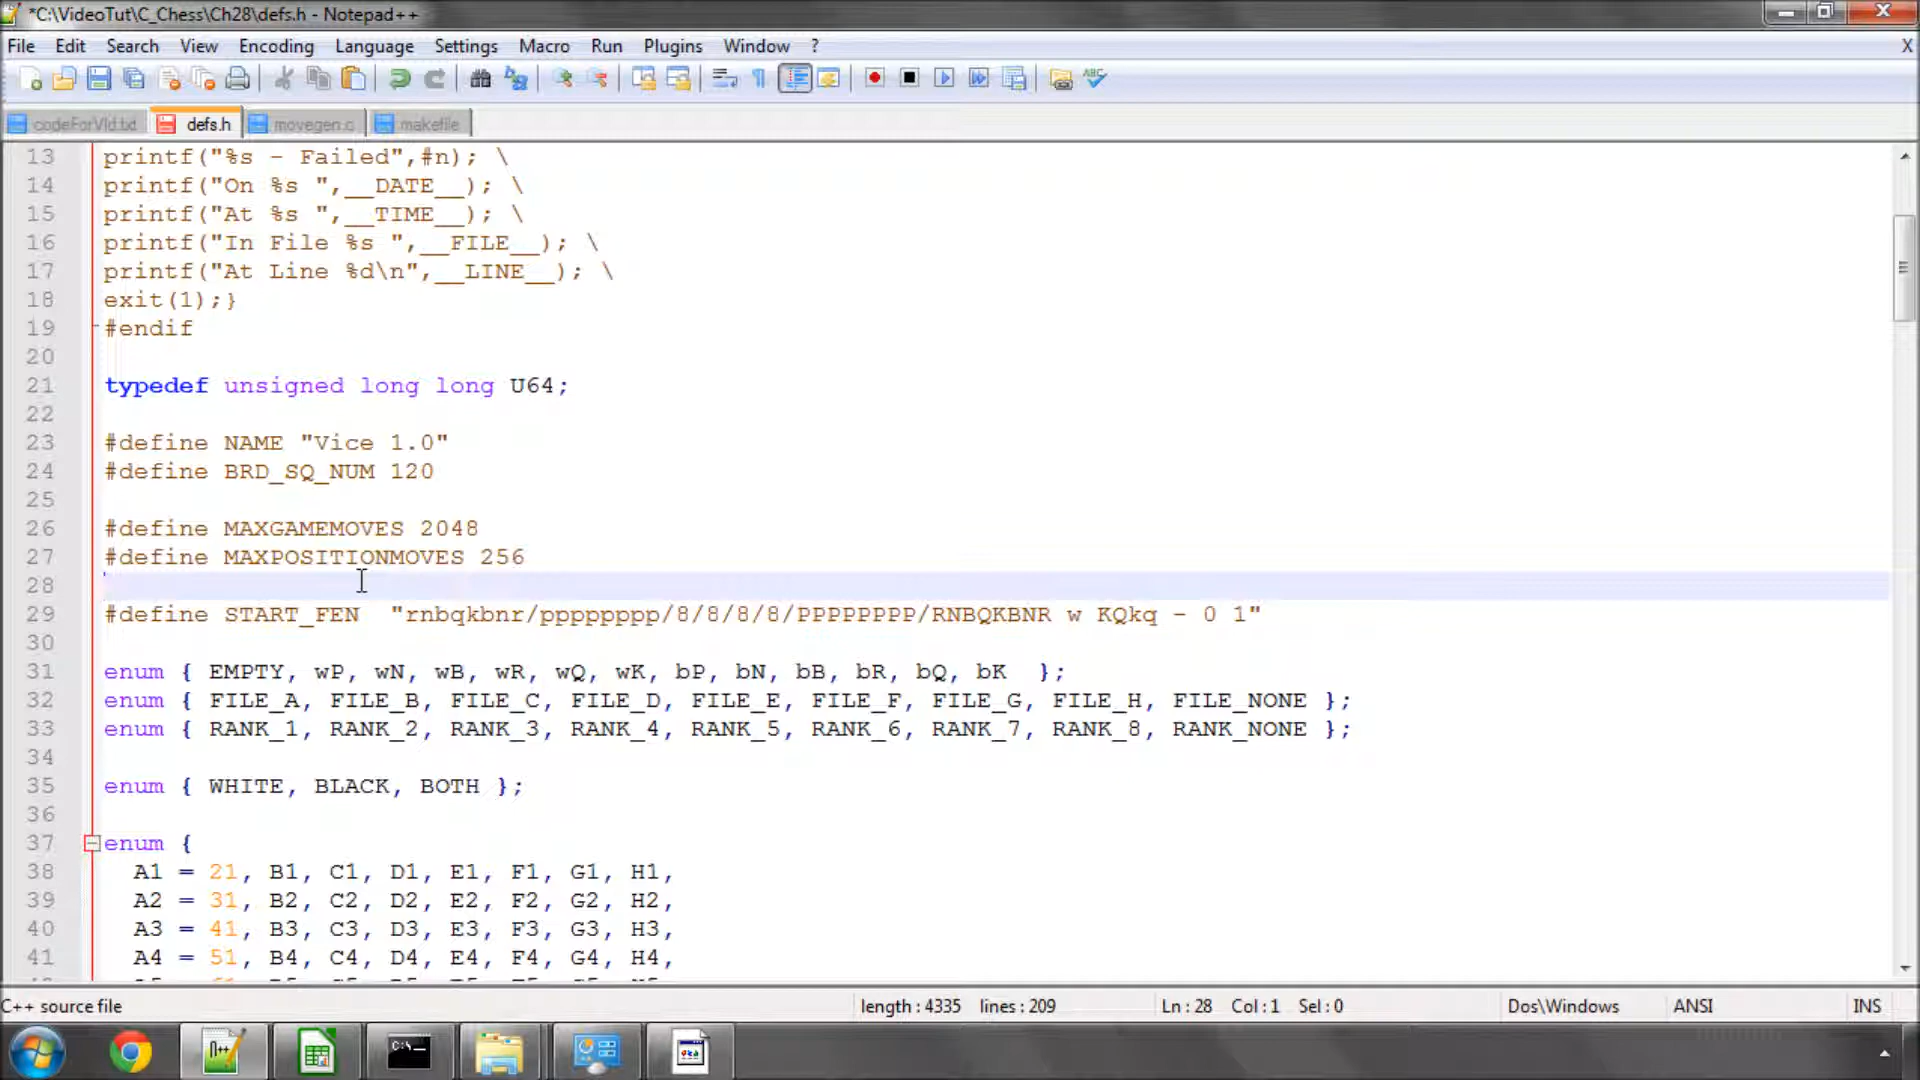 *C:\VideoTut\C_Chess\Ch28\defs.h - Notepad++
File Edit Search View Encoding Language Settings Macro Run Plugins Window ? X
codeForVid.txt defs.h movegen.c makefile
13 printf("%s - Failed",#n); \
14 printf("On %s ",__DATE__); \
15 printf("At %s ",__TIME__); \
16 printf("In File %s ",__FILE__); \
17 printf("At Line %d\n",__LINE__); \
18 exit(1);}
19 #endif
20
21 typedef unsigned long long U64;
22
23 #define NAME "Vice 1.0"
24 #define BRD_SQ_NUM 120
25
26 #define MAXGAMEMOVES 2048
27 #define MAXPOSITIONMOVES 256
28
29 #define START_FEN  "rnbqkbnr/pppppppp/8/8/8/8/PPPPPPPP/RNBQKBNR w KQkq - 0 1"
30
31 enum { EMPTY, wP, wN, wB, wR, wQ, wK, bP, bN, bB, bR, bQ, bK  };
32 enum { FILE_A, FILE_B, FILE_C, FILE_D, FILE_E, FILE_F, FILE_G, FILE_H, FILE_NONE };
33 enum { RANK_1, RANK_2, RANK_3, RANK_4, RANK_5, RANK_6, RANK_7, RANK_8, RANK_NONE };
34
35 enum { WHITE, BLACK, BOTH };
36
37 enum {
38   A1 = 21, B1, C1, D1, E1, F1, G1, H1,
39   A2 = 31, B2, C2, D2, E2, F2, G2, H2,
40   A3 = 41, B3, C3, D3, E3, F3, G3, H3,
41   A4 = 51, B4, C4, D4, E4, F4, G4, H4,
C++ source file length : 4335 lines : 209 Ln : 28 Col : 1 Sel : 0 Dos\Windows ANSI INS